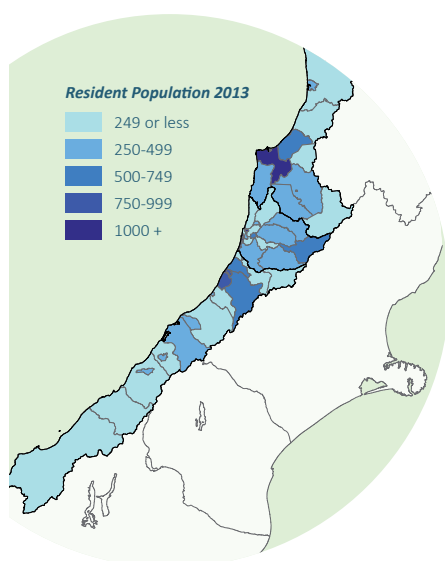 Resident Population 2013
249 or less
250-499
500-749
750-999
1000 +